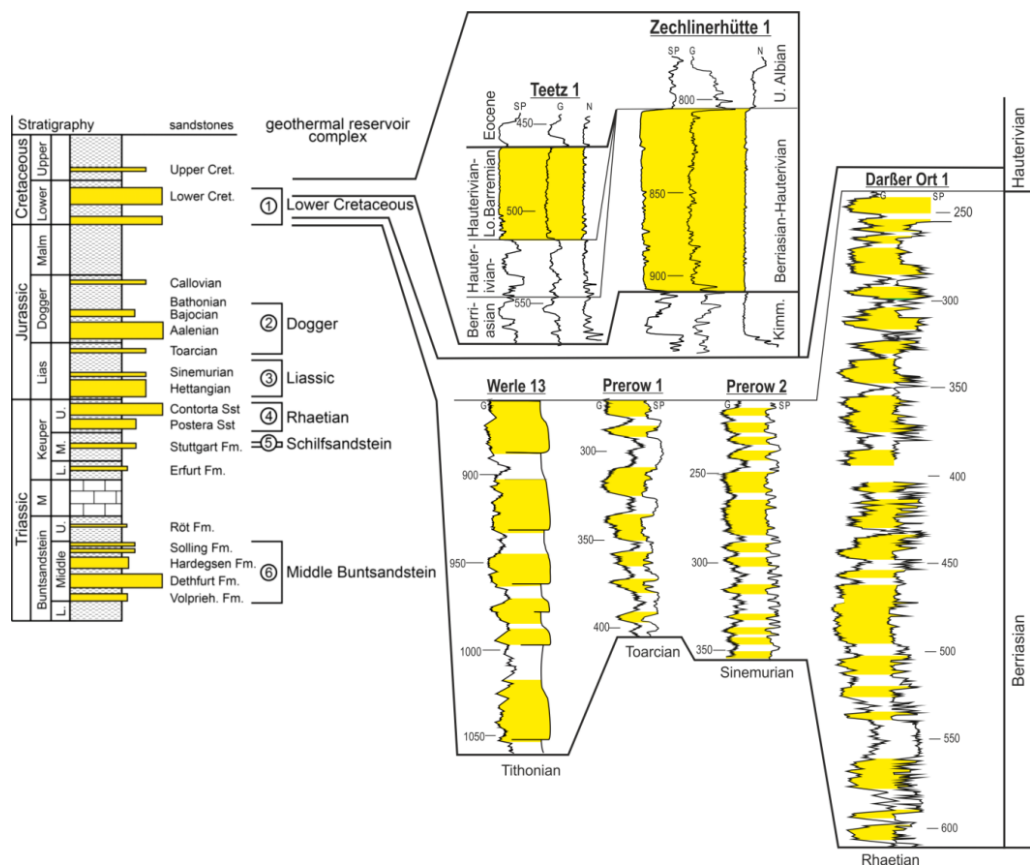 Stratigraphy
sandstones
geothermal reservoir
complex
Cretaceous
Upper
Lower
Upper Cret.
Lower Cret.
1 Lower Cretaceous
Jurassic
Malm
Dogger
Lias
Callovian
Bathonian
Bajocian
Aalenian
Toarcian
Sinemurian
Hettangian
2 Dogger
3 Liassic
Triassic
Keuper
U.
M.
L.
Contorta Sst
Postera Sst
Stuttgart Fm.
Erfurt Fm.
4 Rhaetian
5 Schilfsandstein
M
Buntsandstein
U.
Middle
L.
Röt Fm.
Solling Fm.
Hardegsen Fm.
Dethfurt Fm.
Volprieh. Fm.
6 Middle Buntsandstein
Teetz 1
SP G N
450
500
550
Eocene
Hauterivian-
Lo.Barremian
Hauter-
ivian-
Berri-
asian
Zechlinerhütte 1
SP G N
800
850
900
U. Albian
Berriasian-Hauterivian
Kimm.
Werle 13
G
900
950
1000
1050
Tithonian
Prerow 1
G SP
300
350
400
Toarcian
Prerow 2
G SP
250
300
350
Sinemurian
Darßer Ort 1
G SP
250
300
350
400
450
500
550
600
Rhaetian
Hauterivian
Berriasian